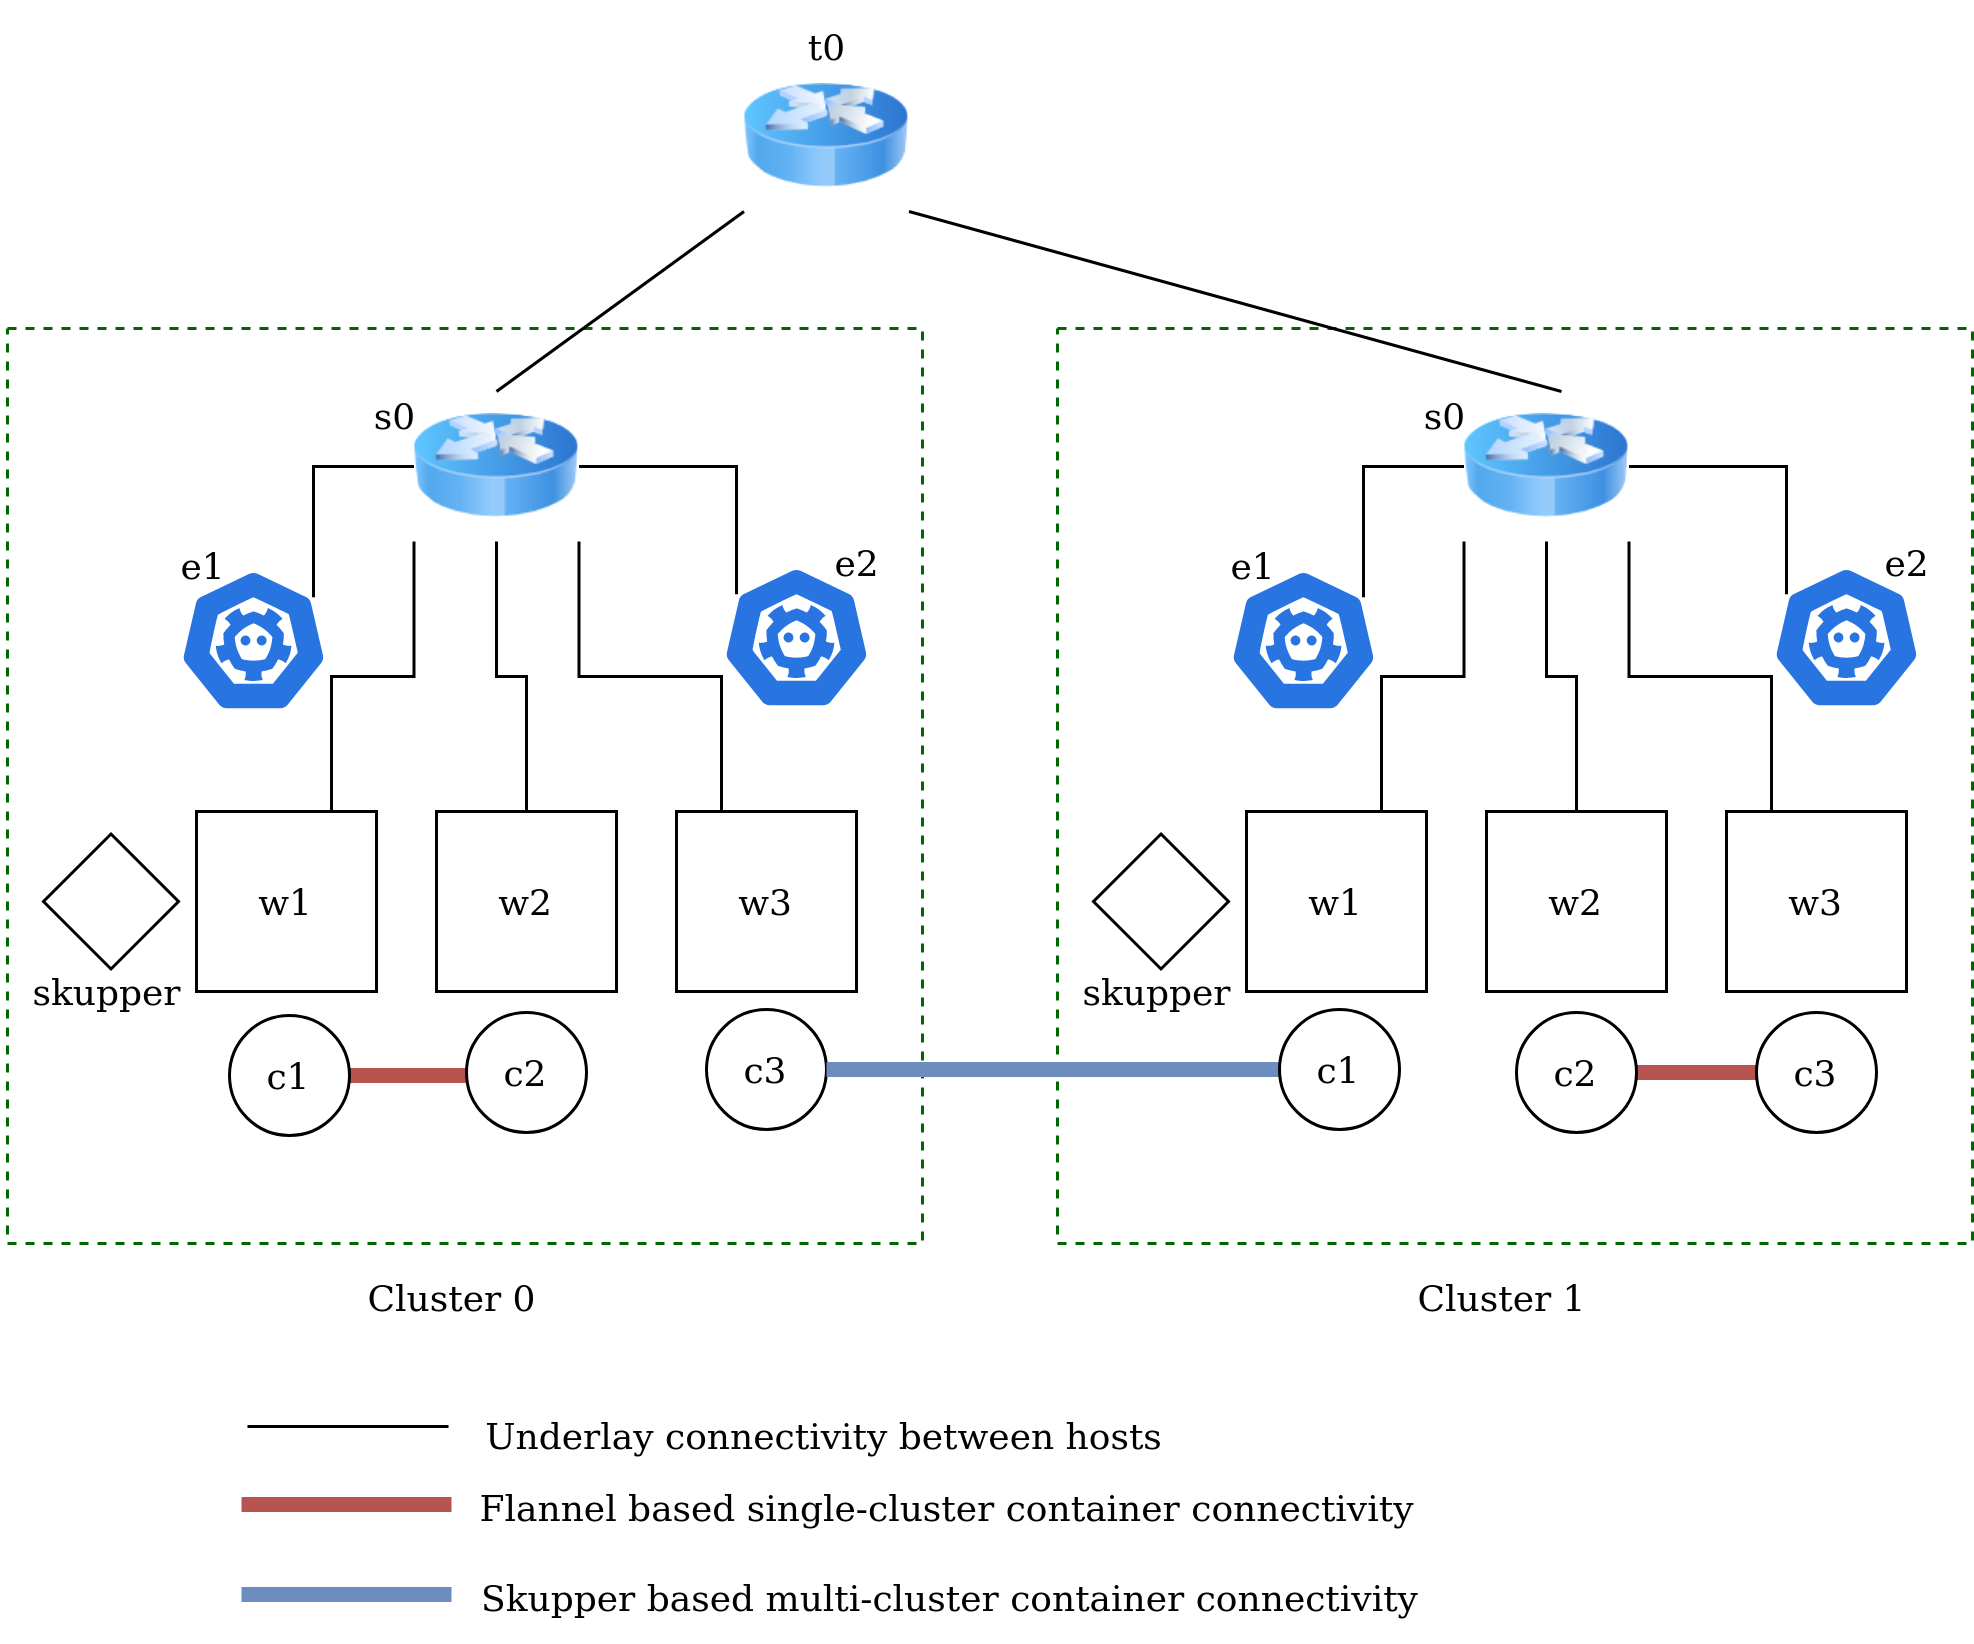 t0
s0
s0
e1
e2
e1
e2
w1
w2
w3
w1
w2
w3
skupper
skupper
c1
c2
c3
c1
c2
c3
Cluster 0
Cluster 1
Underlay connectivity between hosts
Flannel based single-cluster container connectivity
Skupper based multi-cluster container connectivity